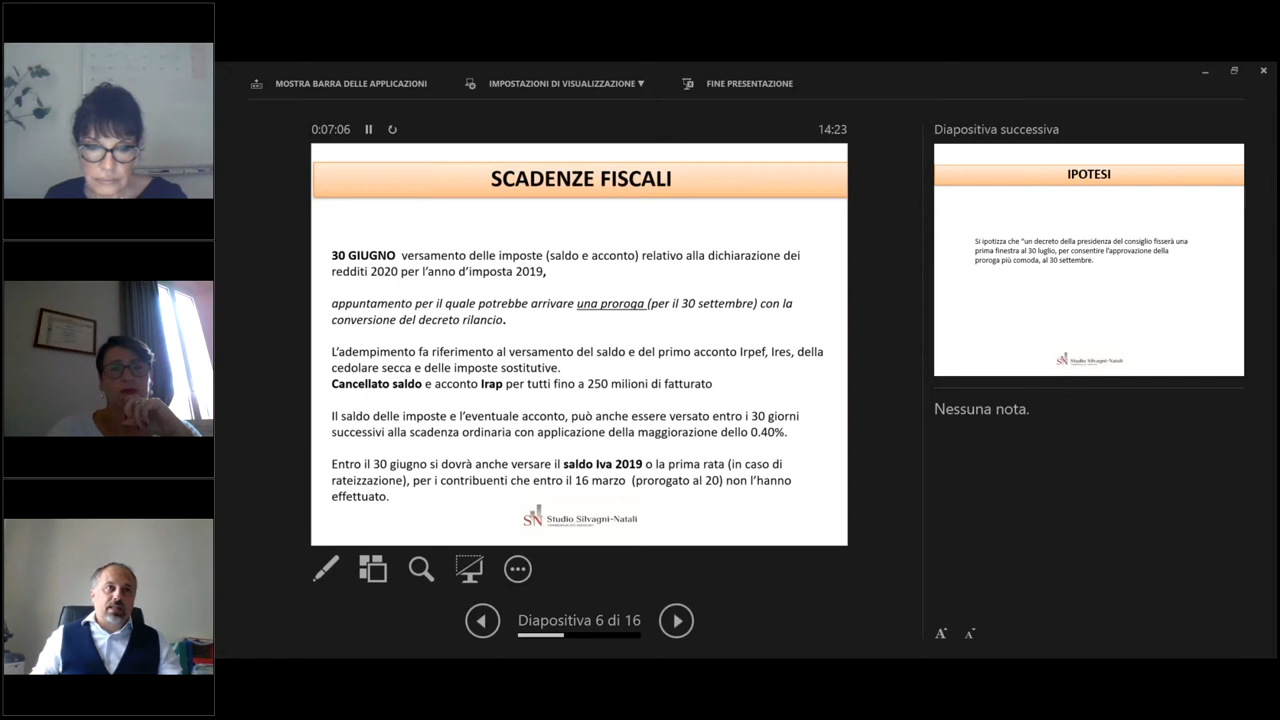 MOSTRA BARRA DELLE APPLICAZIONI
IMPOSTAZIONI DI VISUALIZZAZIONE ▼
FINE PRESENTAZIONE
0:07:06
14:23
SCADENZE FISCALI
30 GIUGNO versamento delle imposte (saldo e acconto) relativo alla dichiarazione dei
redditi 2020 per l'anno d'imposta 2019,
appuntamento per il quale potrebbe arrivare una proroga (per il 30 settembre) con la
conversione del decreto rilancio.
L'adempimento fa riferimento al versamento del saldo e del primo acconto Irpef, Ires, della
cedolare secca e delle imposte sostitutive.
Cancellato saldo e acconto Irap per tutti fino a 250 milioni di fatturato
Il saldo delle imposte e l'eventuale acconto, può anche essere versato entro i 30 giorni
successivi alla scadenza ordinaria con applicazione della maggiorazione dello 0.40%.
Entro il 30 giugno si dovrà anche versare il saldo Iva 2019 o la prima rata (in caso di
rateizzazione), per i contribuenti che entro il 16 marzo (prorogato al 20) non l'hanno
effettuato.
SN Studio Silvagni-Natali
Diapositiva 6 di 16
Diapositiva successiva
IPOTESI
Si ipotizza che "un decreto della presidenza del consiglio fisserà una
prima finestra al 30 luglio, per consentire l'approvazione della
proroga più comoda, al 30 settembre.
SN Studio Silvagni-Natali
Nessuna nota.
A A